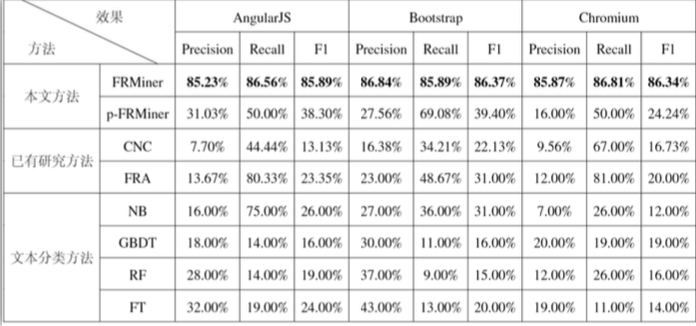 效果 AngularJS Bootstrap Chromium
方法 Precision Recall F1 Precision Recall F1 Precision Recall F1
本文方法 FRMiner 85.23% 86.56% 85.89% 86.84% 85.89% 86.37% 85.87% 86.81% 86.34%
p-FRMiner 31.03% 50.00% 38.30% 27.56% 69.08% 39.40% 16.00% 50.00% 24.24%
已有研究方法 CNC 7.70% 44.44% 13.13% 16.38% 34.21% 22.13% 9.56% 67.00% 16.73%
FRA 13.67% 80.33% 23.35% 23.00% 48.67% 31.00% 12.00% 81.00% 20.00%
文本分类方法 NB 16.00% 75.00% 26.00% 27.00% 36.00% 31.00% 7.00% 26.00% 12.00%
GBDT 18.00% 14.00% 16.00% 30.00% 11.00% 16.00% 20.00% 19.00% 19.00%
RF 28.00% 14.00% 19.00% 37.00% 9.00% 15.00% 12.00% 26.00% 16.00%
FT 32.00% 19.00% 24.00% 43.00% 13.00% 20.00% 19.00% 11.00% 14.00%